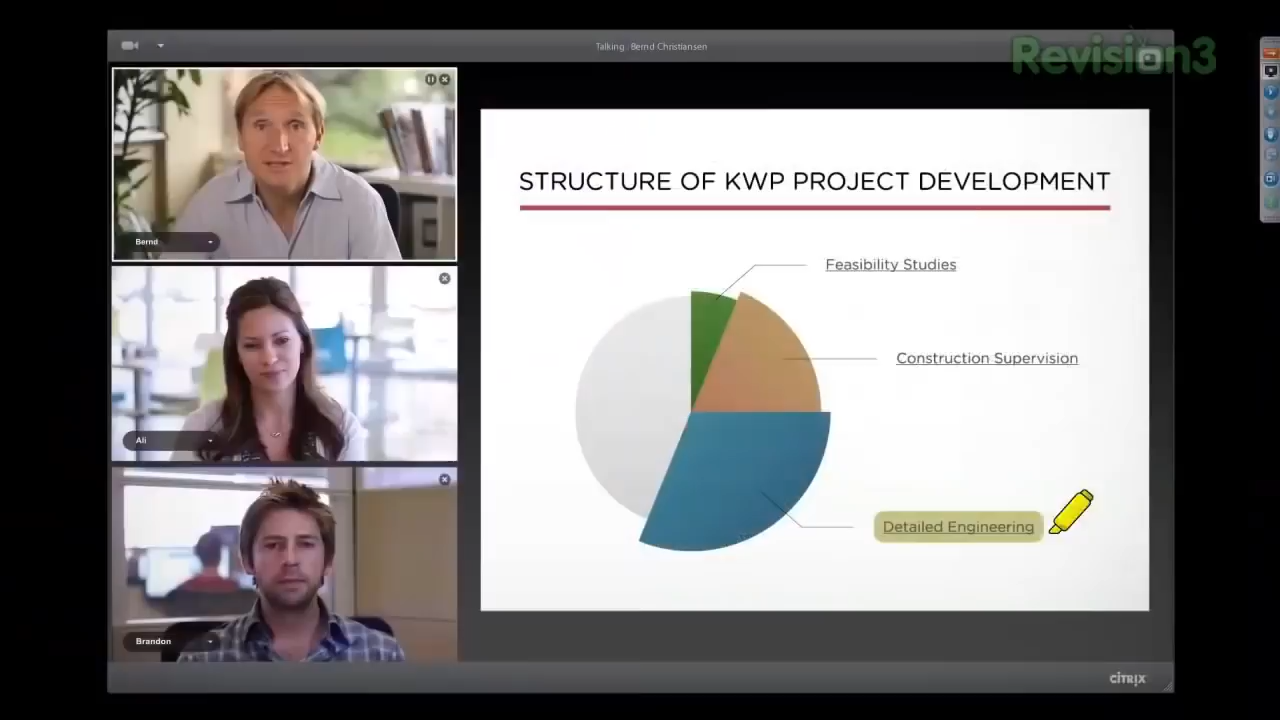 Talking: Bernd Christiansen
Revision3
Bernd
Ali
Brandon
STRUCTURE OF KWP PROJECT DEVELOPMENT
Feasibility Studies
Construction Supervision
Detailed Engineering
CITRIX